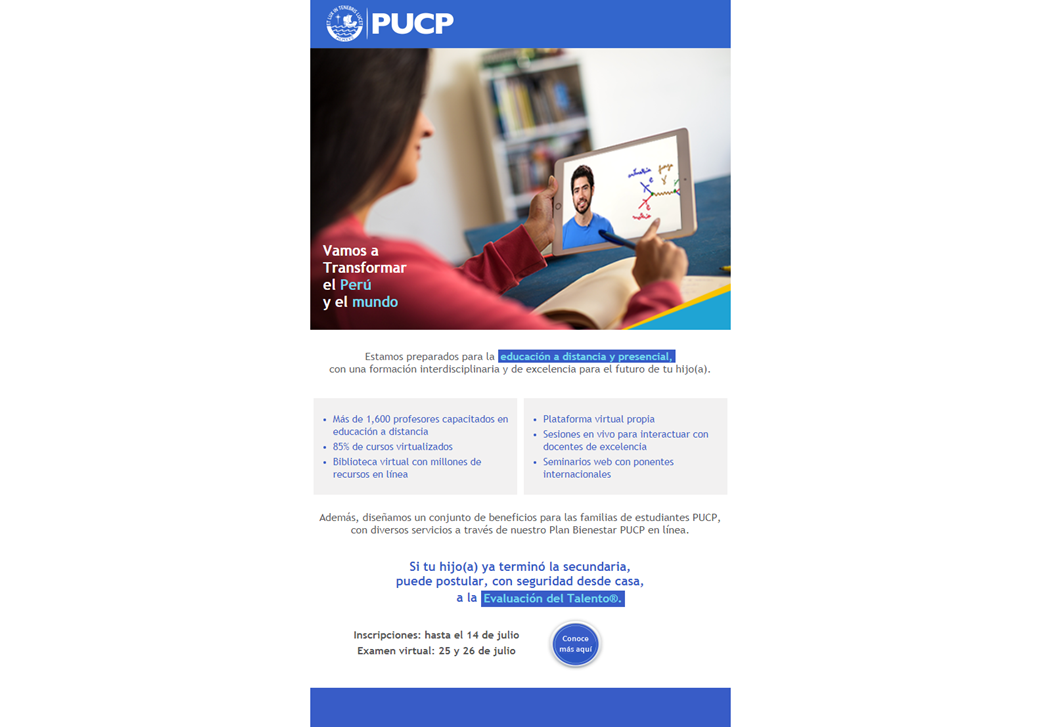 ET LUX IN TENEBRIS LUCET
PUCP
Vamos a
Transformar
el Perú
y el mundo
Estamos preparados para la educación a distancia y presencial,
con una formación interdisciplinaria y de excelencia para el futuro de tu hijo(a).
• Más de 1,600 profesores capacitados en
educación a distancia
• 85% de cursos virtualizados
• Biblioteca virtual con millones de
recursos en línea
• Plataforma virtual propia
• Sesiones en vivo para interactuar con
docentes de excelencia
• Seminarios web con ponentes
internacionales
Además, diseñamos un conjunto de beneficios para las familias de estudiantes PUCP,
con diversos servicios a través de nuestro Plan Bienestar PUCP en línea.
Si tu hijo(a) ya terminó la secundaria,
puede postular, con seguridad desde casa,
a la Evaluación del Talento®.
Inscripciones: hasta el 14 de julio
Examen virtual: 25 y 26 de julio
Conoce
más aquí